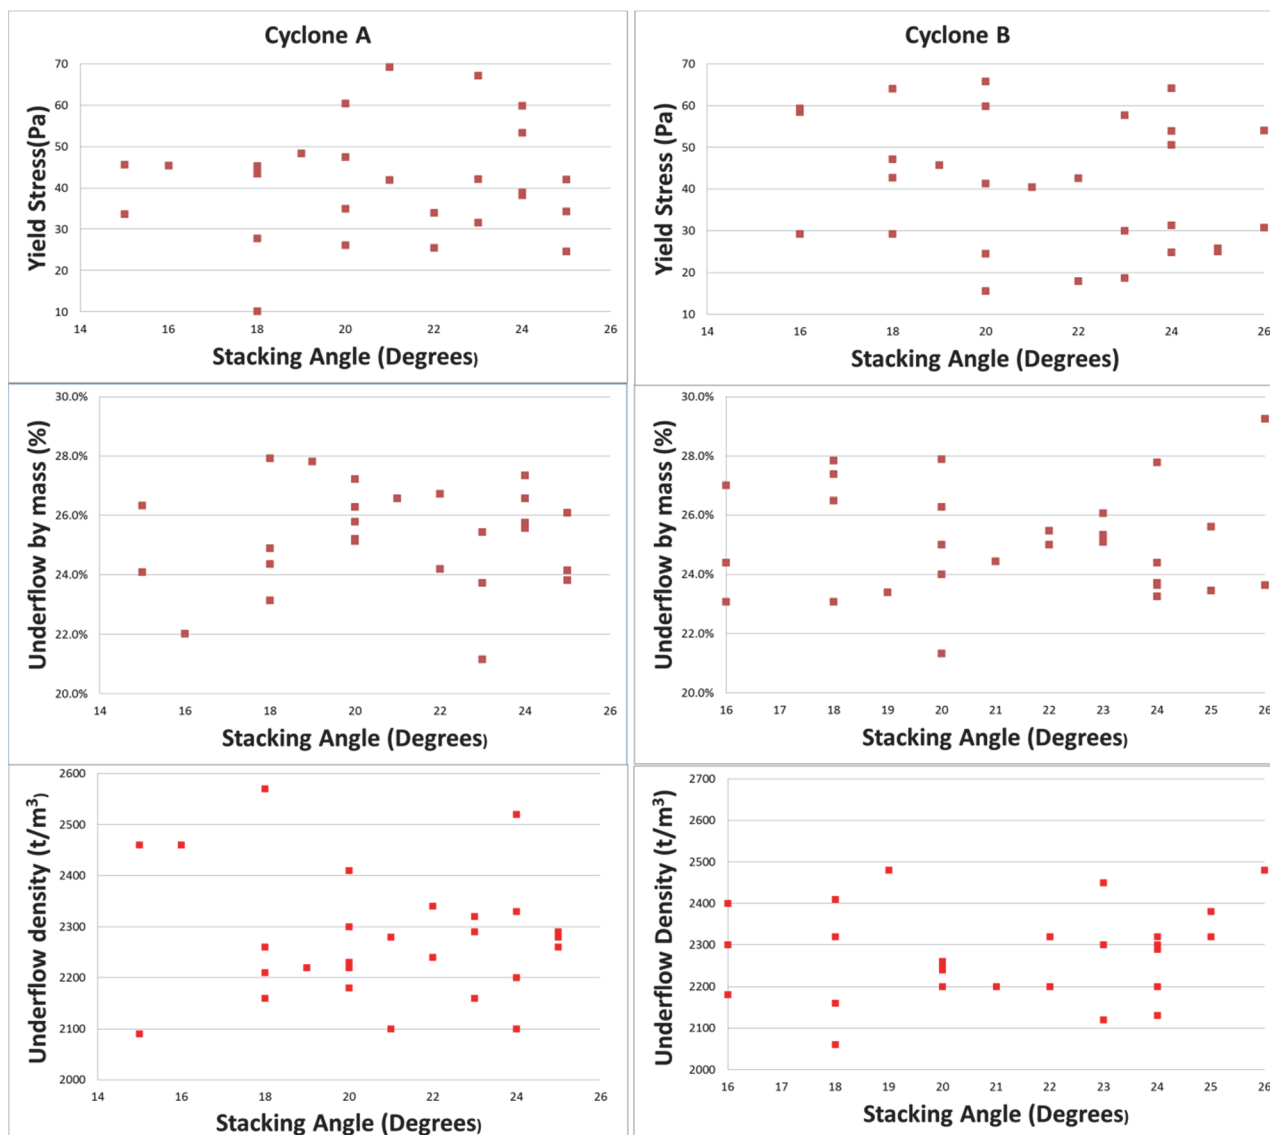 Cyclone A
Yield Stress(Pa)
70
60
50
40
30
20
10
14 16 18 20 22 24 26
Stacking Angle (Degrees)
Cyclone B
Yield Stress (Pa)
70
60
50
40
30
20
10
14 16 18 20 22 24 26
Stacking Angle (Degrees)
Underflow by mass (%)
30.0%
28.0%
26.0%
24.0%
22.0%
20.0%
14 16 18 20 22 24 26
Stacking Angle (Degrees)
Underflow by mass (%)
30.0%
28.0%
26.0%
24.0%
22.0%
20.0%
16 17 18 19 20 21 22 23 24 25 26
Stacking Angle (Degrees)
Underflow density (t/m³)
2600
2500
2400
2300
2200
2100
2000
14 16 18 20 22 24 26
Stacking Angle (Degrees)
Underflow Density (t/m³)
2700
2600
2500
2400
2300
2200
2100
2000
16 17 18 19 20 21 22 23 24 25 26
Stacking Angle (Degrees)